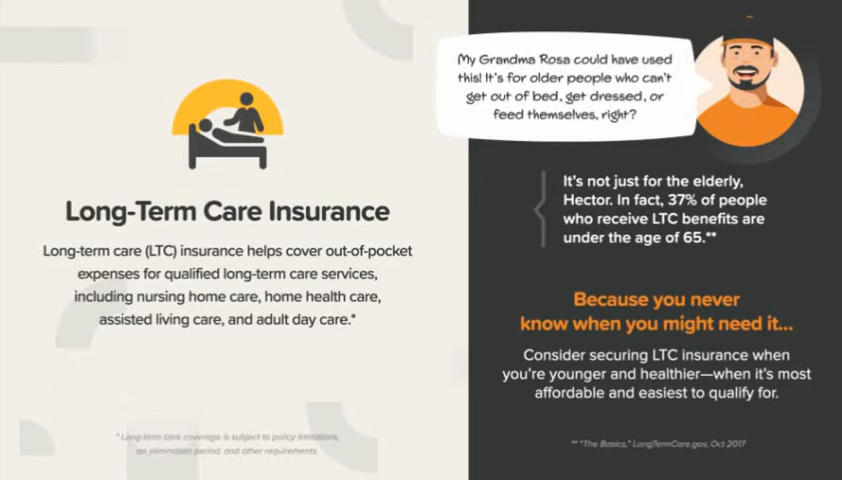 Long-Term Care Insurance
Long-term care (LTC) insurance helps cover out-of-pocket
expenses for qualified long-term care services,
including nursing home care, home health care,
assisted living care, and adult day care.*
* Long-term care coverage is subject to policy limitations,
an elimination period, and other requirements.
My Grandma Rosa could have used
this! It's for older people who can't
get out of bed, get dressed, or
feed themselves, right?
It's not just for the elderly,
Hector. In fact, 37% of people
who receive LTC benefits are
under the age of 65.**
Because you never
know when you might need it...
Consider securing LTC insurance when
you're younger and healthier—when it's most
affordable and easiest to qualify for.
** "The Basics," LongTermCare.gov, Oct 2017